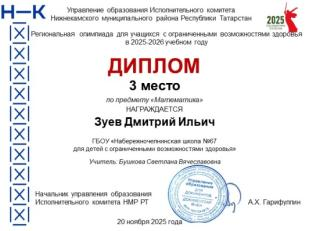 Н–К
Управление образования Исполнительного комитета
Нижнекамского муниципального района Республики Татарстан
2025
Региональная олимпиада для учащихся с ограниченными возможностями здоровья
в 2025-2026 учебном году
ДИПЛОМ
3 место
по предмету «Математика»
НАГРАЖДАЕТСЯ
Зуев Дмитрий Ильич
ГБОУ «Набережночелнинская школа №67
для детей с ограниченными возможностями здоровья»
Учитель: Бушкова Светлана Вячеславовна
Начальник управления образования
Исполнительного комитета НМР РТ
А.Х. Гарифуллин
20 ноября 2025 года